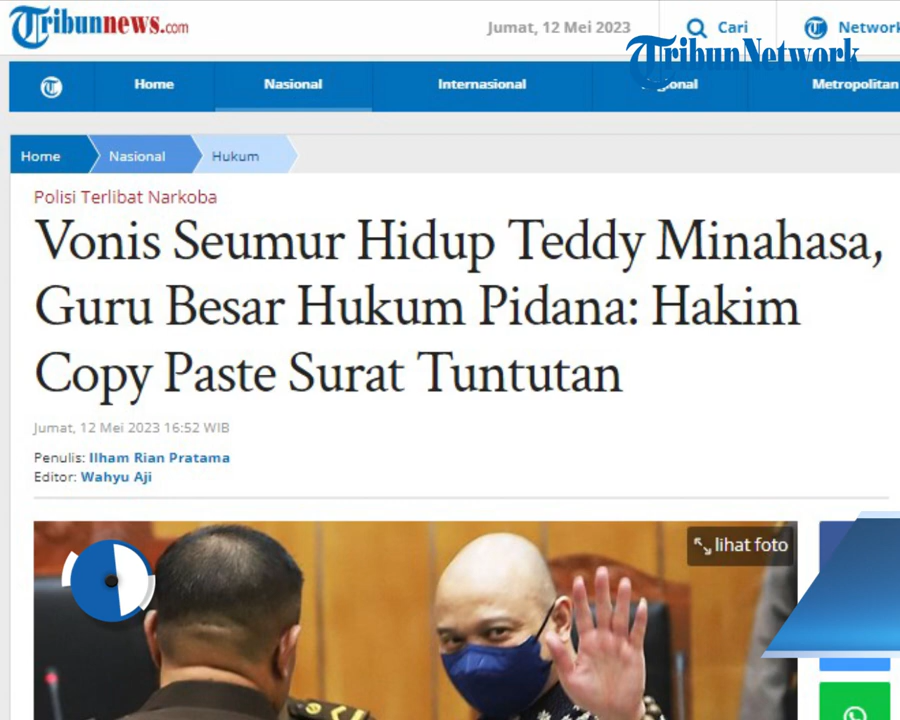 Tribunnews.com
Jumat, 12 Mei 2023
Cari
Network
TribunNetwork
Home
Nasional
Internasional
Metropolitan
Home
Nasional
Hukum
Polisi Terlibat Narkoba
Vonis Seumur Hidup Teddy Minahasa,
Guru Besar Hukum Pidana: Hakim
Copy Paste Surat Tuntutan
Jumat, 12 Mei 2023 16:52 WIB
Penulis: Ilham Rian Pratama
Editor: Wahyu Aji
lihat foto